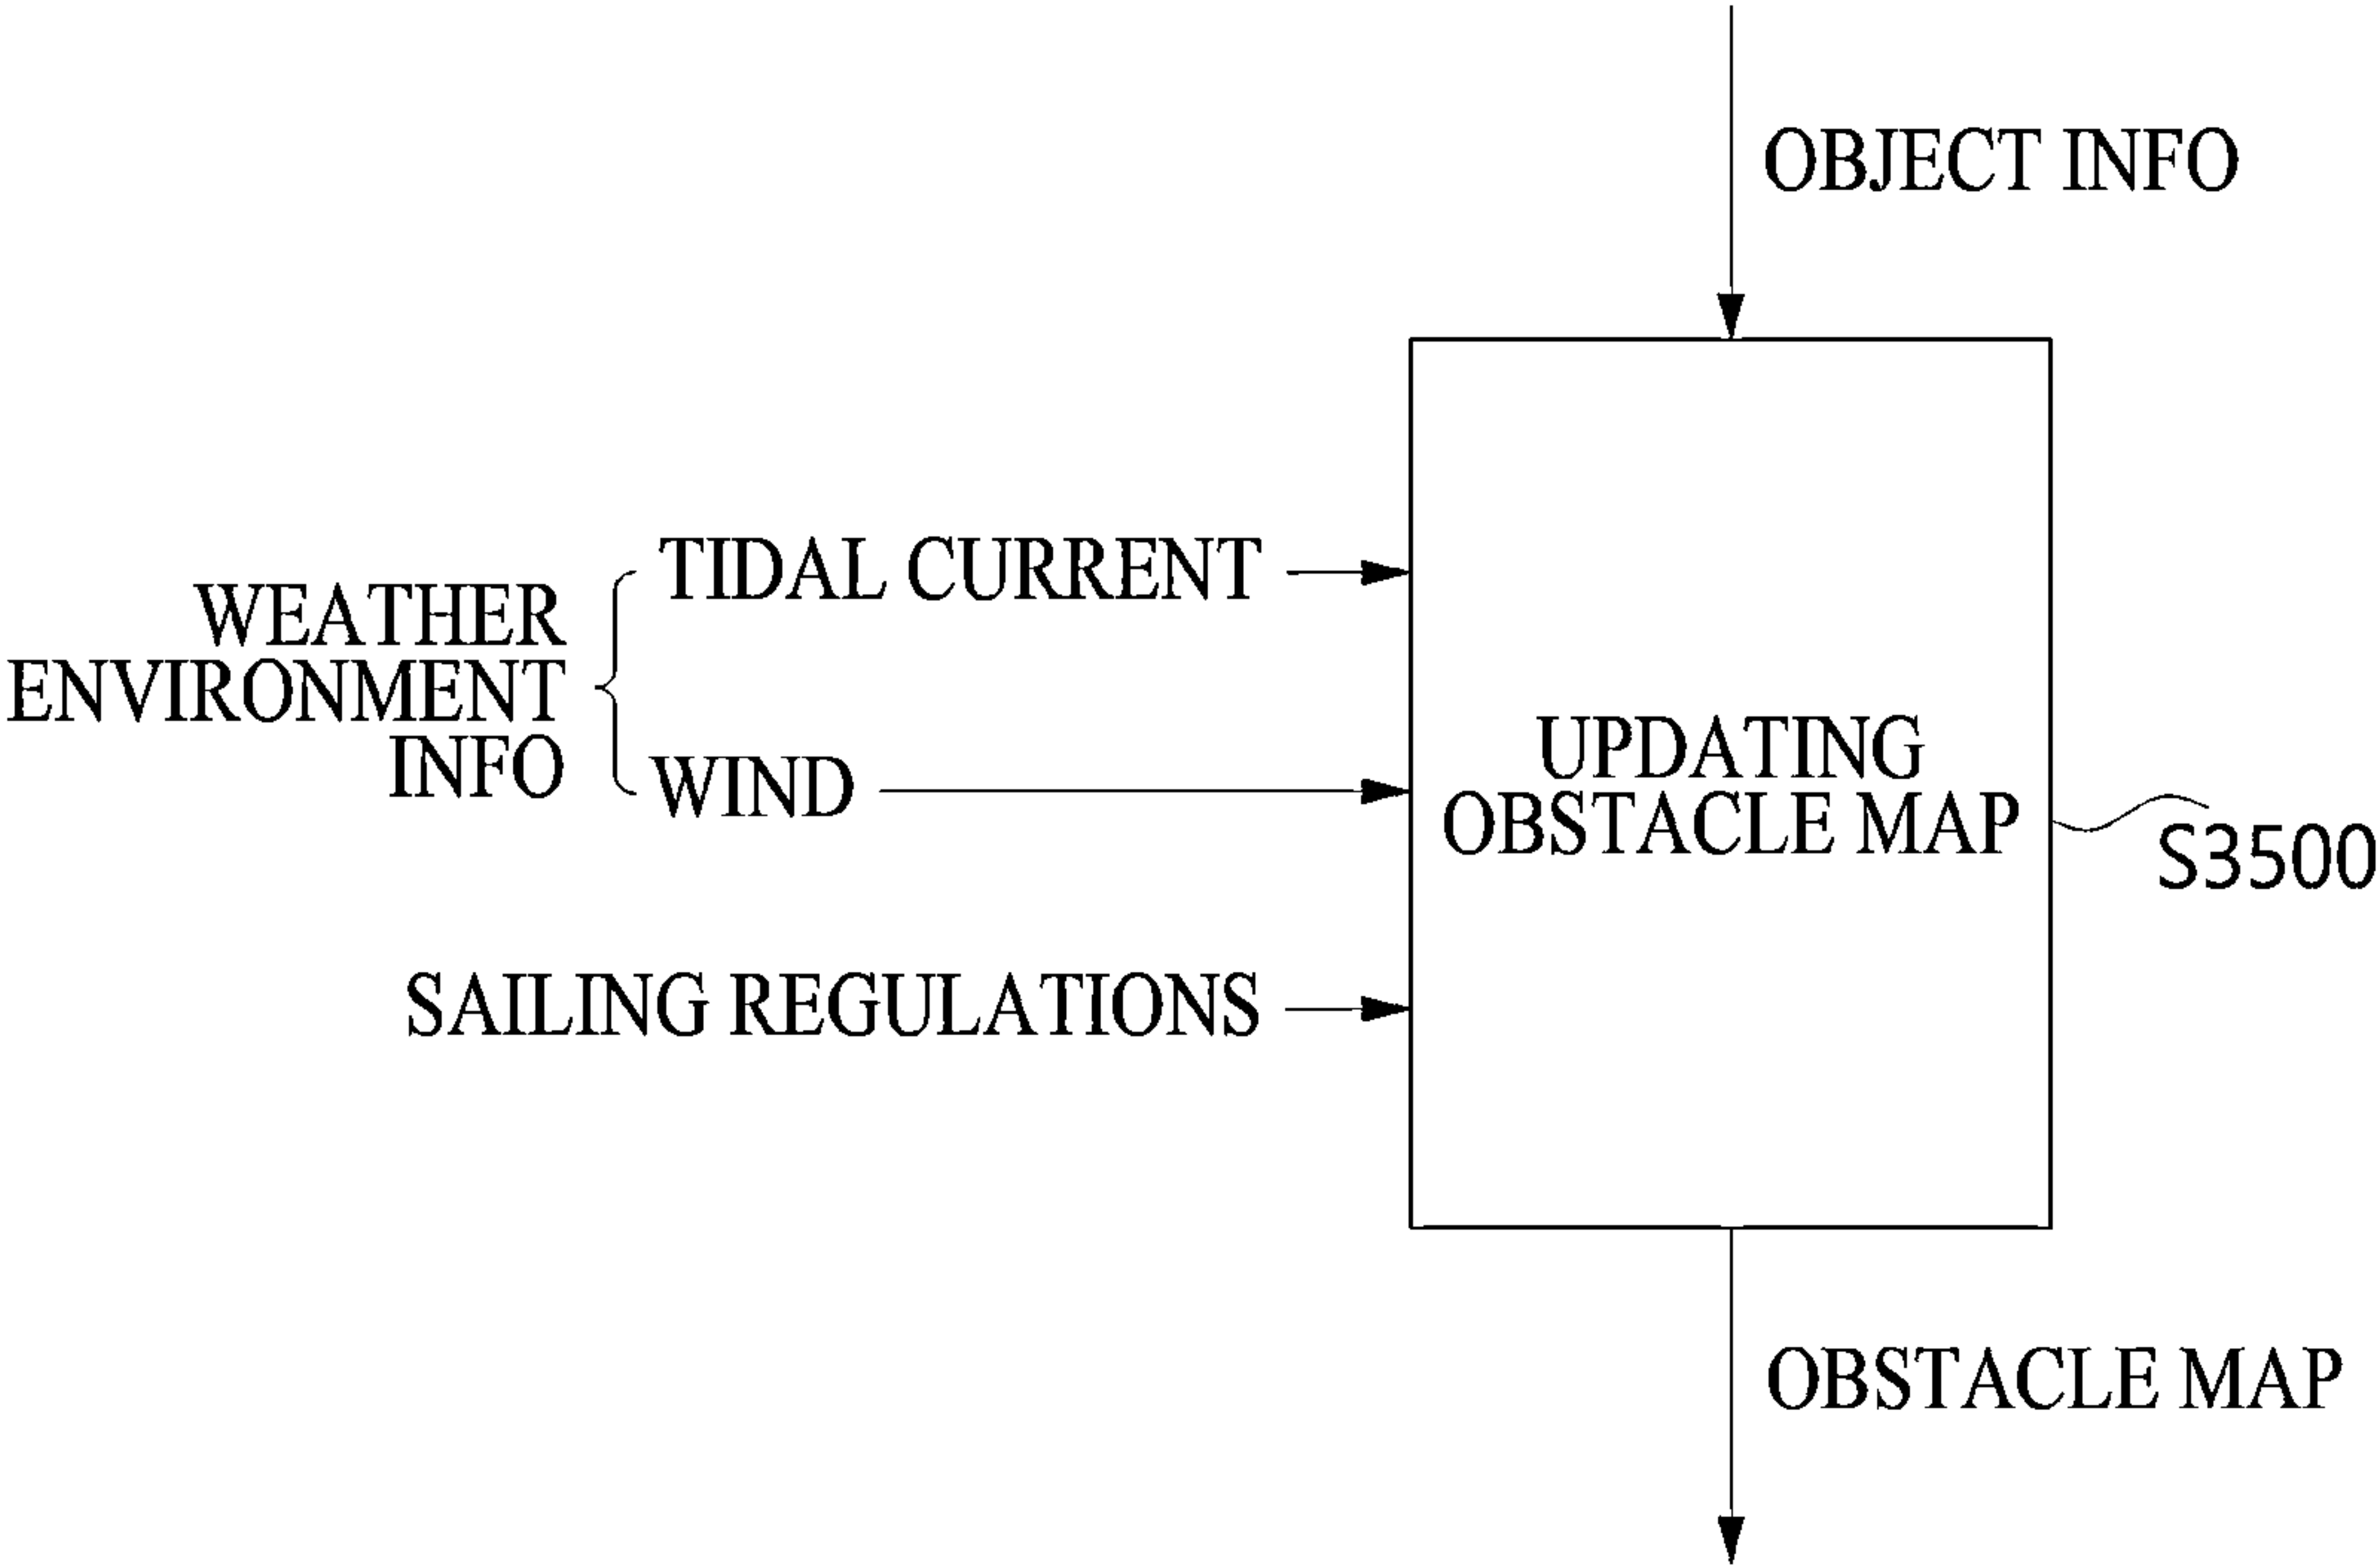 OBJECT INFO
TIDAL CURRENT
WEATHER
ENVIRONMENT
INFO
WIND
UPDATING
OBSTACLE MAP
S3500
SAILING REGULATIONS
OBSTACLE MAP